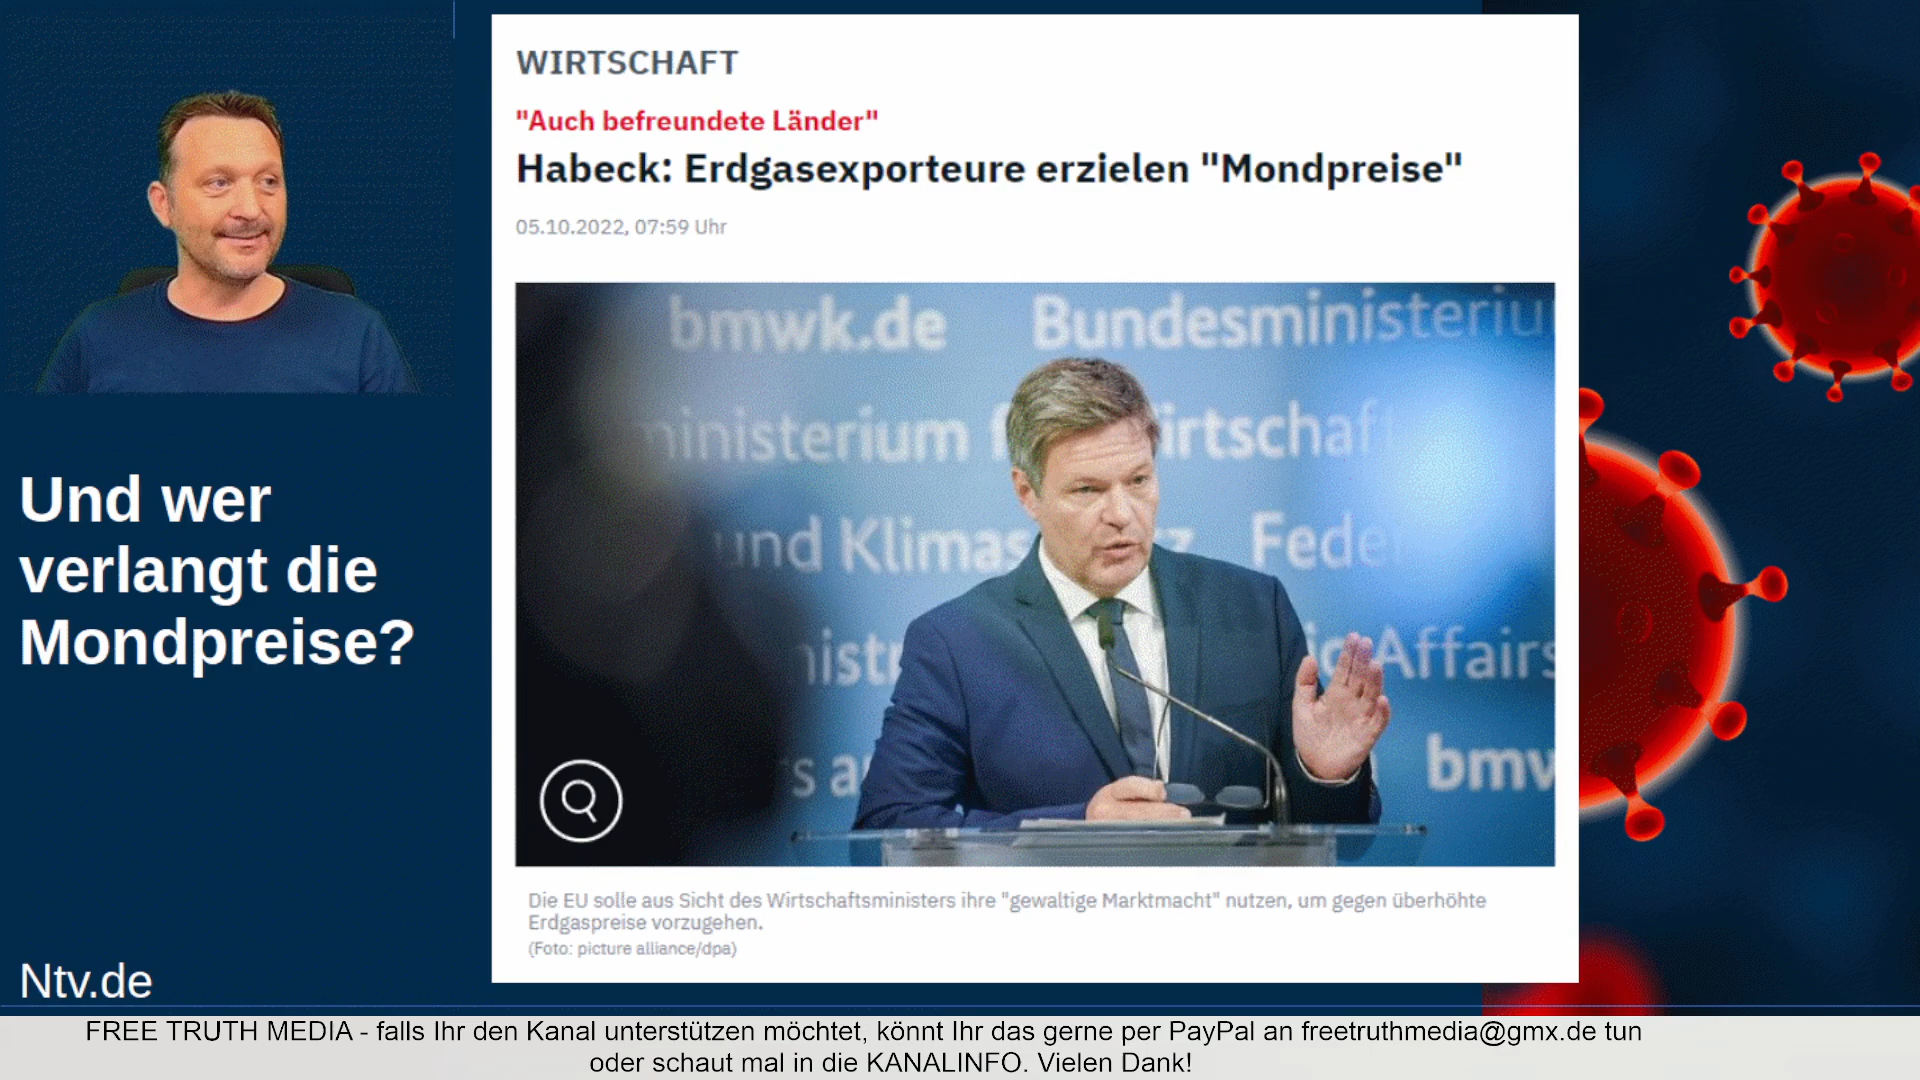 WIRTSCHAFT
"Auch befreundete Länder"
Habeck: Erdgasexporteure erzielen "Mondpreise"
05.10.2022, 07:59 Uhr
bmwk.de Bundesministeriu
ministerium f irtschaf
und Klimas z Fede
nistr ic Affairs
s a bmw
Die EU solle aus Sicht des Wirtschaftsministers ihre "gewaltige Marktmacht" nutzen, um gegen überhöhte
Erdgaspreise vorzugehen.
(Foto: picture alliance/dpa)
Und wer
verlangt die
Mondpreise?
Ntv.de
FREE TRUTH MEDIA - falls Ihr den Kanal unterstützen möchtet, könnt Ihr das gerne per PayPal an freetruthmedia@gmx.de tun
oder schaut mal in die KANALINFO. Vielen Dank!